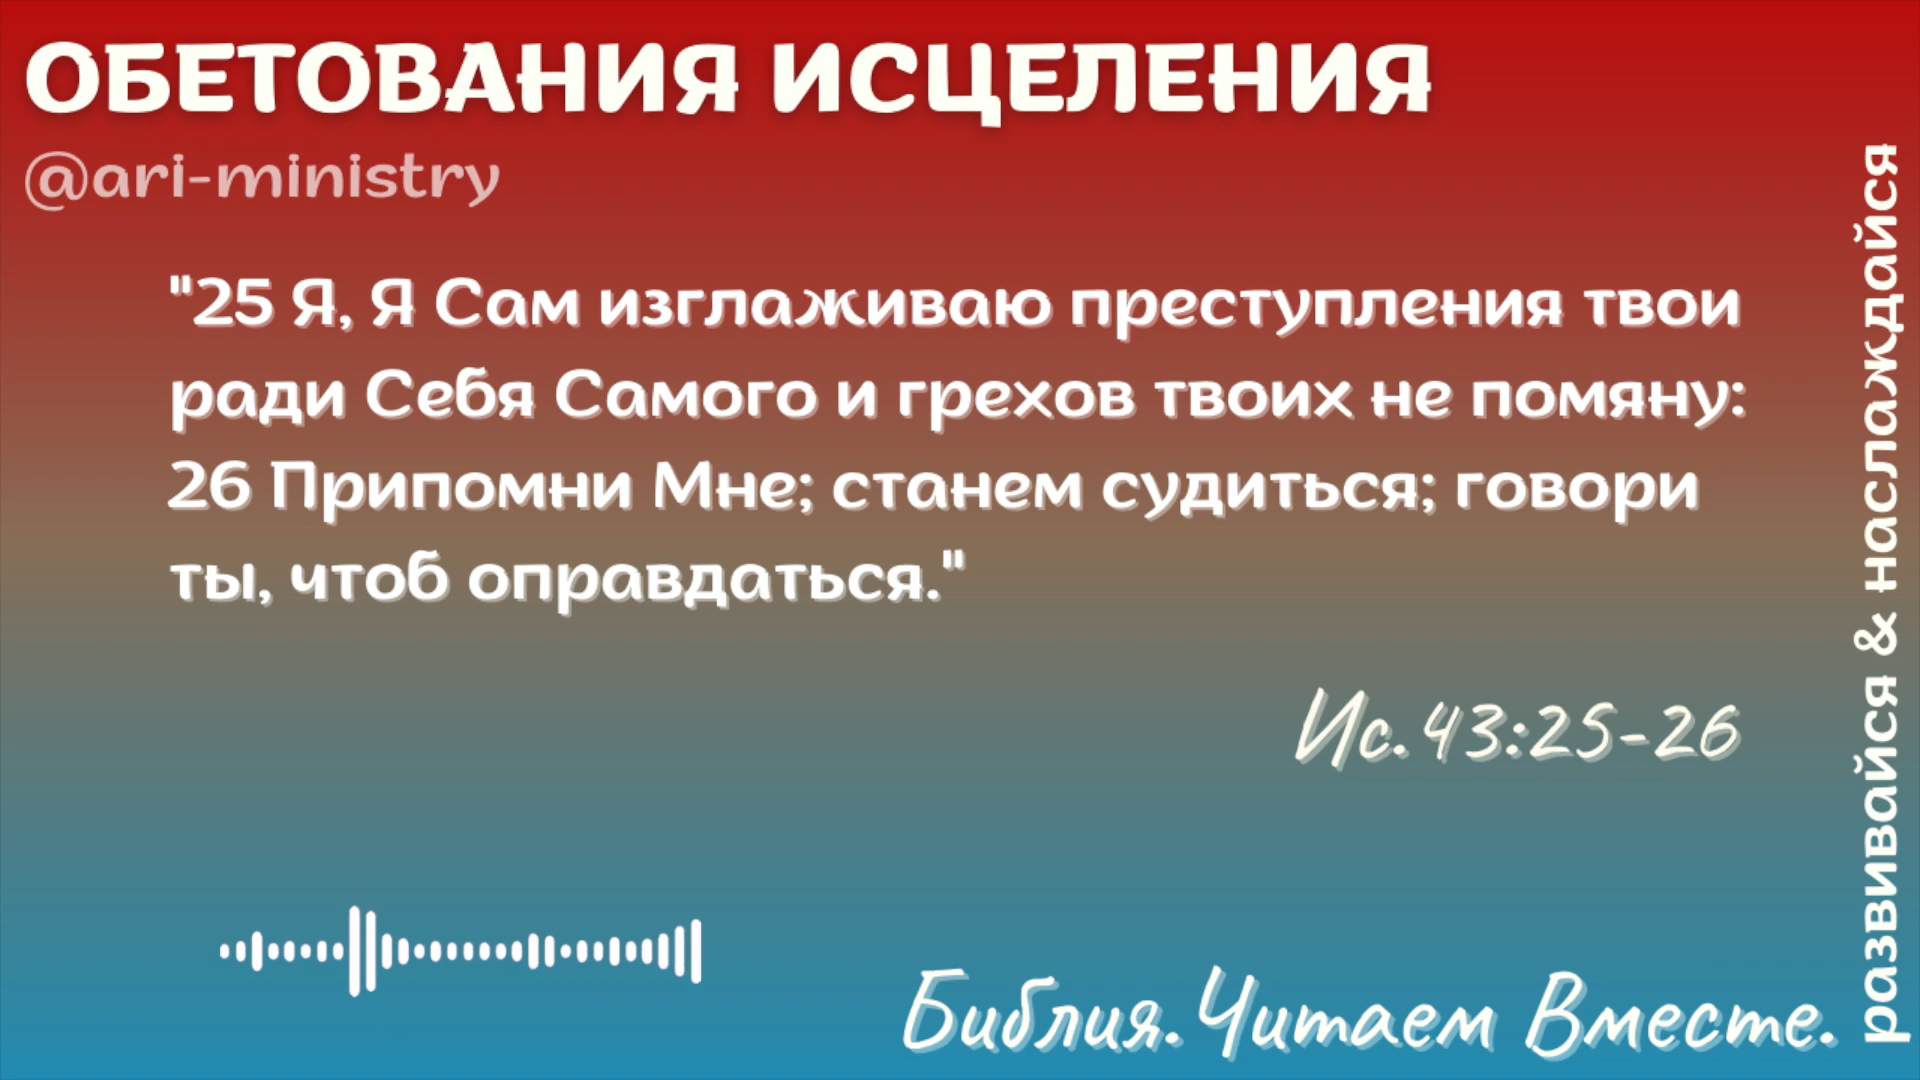 ОБЕТОВАНИЯ ИСЦЕЛЕНИЯ
@ari-ministry
"25 Я, Я Сам изглаживаю преступления твои
ради Себя Самого и грехов твоих не помяну:
26 Припомни Мне; станем судиться; говори
ты, чтоб оправдаться."
Ис.43:25-26
Библия.Читаем Вместе.
развивайся & наслаждайся